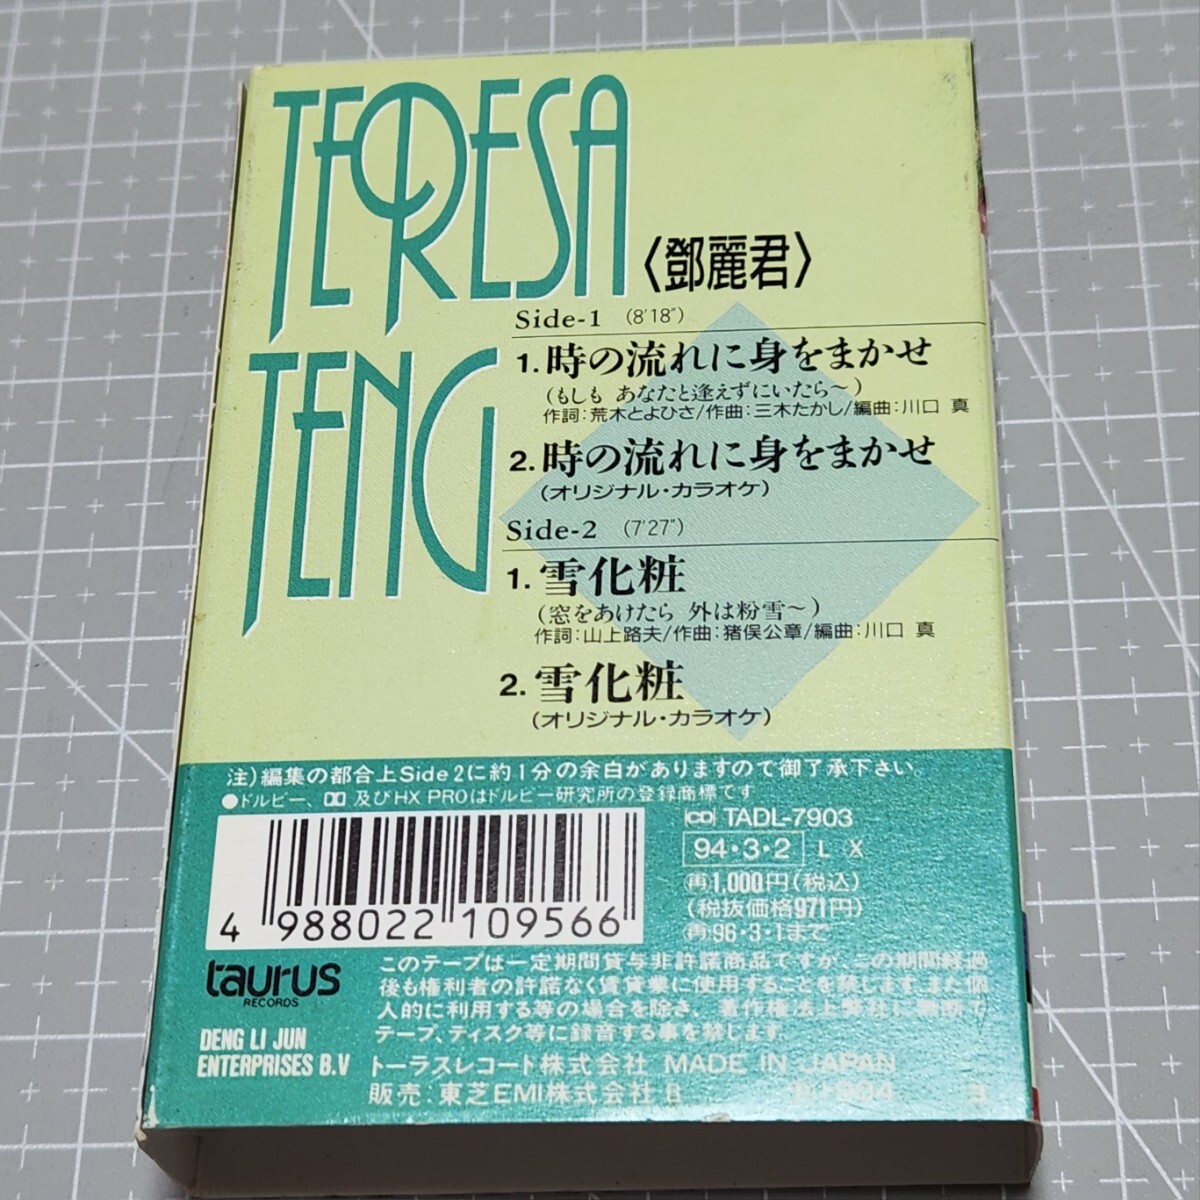 TERESA
TENG
〈鄧麗君〉
Side-1 (8'18")
1. 時の流れに身をまかせ
(もしも あなたと逢えずにいたら～)
作詞:荒木とよひさ/作曲:三木たかし/編曲:川口 真
2. 時の流れに身をまかせ
(オリジナル・カラオケ)
Side-2 (7'27")
1. 雪化粧
(窓をあけたら 外は粉雪～)
作詞:山上路夫/作曲:猪俣公章/編曲:川口 真
2. 雪化粧
(オリジナル・カラオケ)
注)編集の都合上Side2に約1分の余白がありますので御了承下さい。
●ドルビー、 及びHX PROはドルビー研究所の登録商標です
TADL-7903
94・3・2 L X
再1,000円(税込)
(税抜価格971円)
再96・3・1まで
4 988022 109566
taurus
RECORDS
DENG LI JUN
ENTERPRISES B.V
このテープは一定期間貸与非許諾商品ですが、この期間経過
後も権利者の許諾なく賃貸業に使用することを禁じます。また個
人的に利用する等の場合を除き、著作権法上弊社に無断で
テープ、ディスク等に録音する事を禁じます。
トーラスレコード株式会社 MADE IN JAPAN
販売:東芝EMI株式会社 R